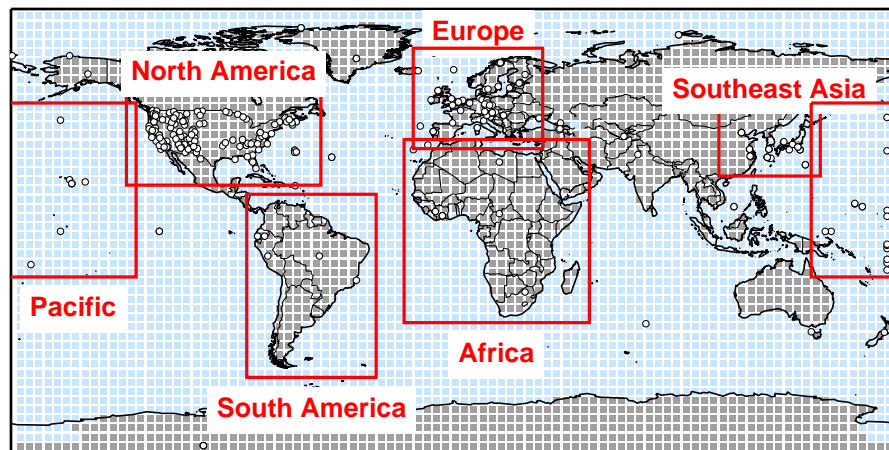 Europe
North America
Southeast Asia
Pacific
Africa
South America